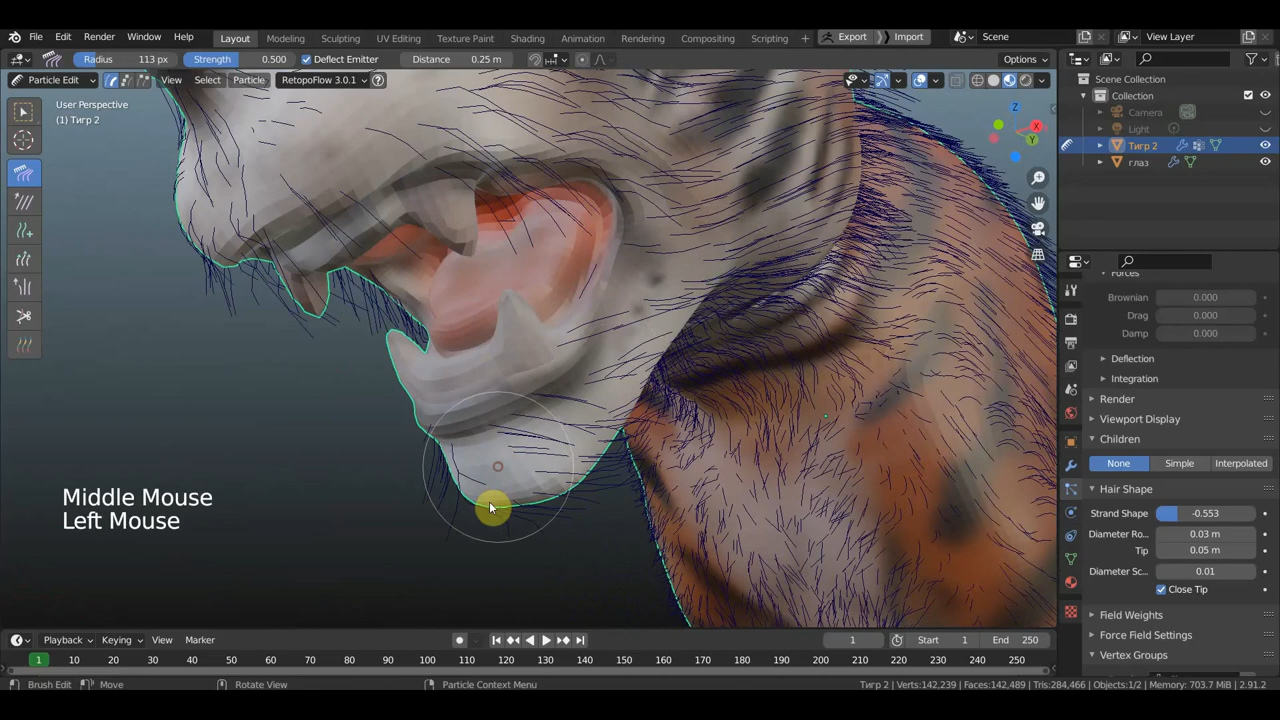 File Edit Render Window Help Layout Modeling Sculpting UV Editing Texture Paint Shading Animation Rendering Compositing Scripting + Export Import Scene View Layer
Radius 113 px Strength 0.500 Deflect Emitter Distance 0.25 m Options
Particle Edit View Select Particle RetopoFlow 3.0.1
User Perspective
(1) Тигр 2
Z
X
Y
Scene Collection
Collection
Camera
Light
Тигр 2
глаз
Forces
Brownian 0.000
Drag 0.000
Damp 0.000
Deflection
Integration
Render
Viewport Display
Children
None Simple Interpolated
Hair Shape
Strand Shape -0.553
Diameter Ro... 0.03 m
Tip 0.05 m
Diameter Sc... 0.01
Close Tip
Field Weights
Force Field Settings
Vertex Groups
Middle Mouse
Left Mouse
Playback Keying View Marker 1 Start 1 End 250
1 10 20 30 40 50 60 70 80 90 100 110 120 130 140 150 160 170 180 190 200 210 220 230 240 250
Brush Edit Move Rotate View Particle Context Menu Тигр 2 | Verts:142,239 | Faces:142,489 | Tris:284,466 | Objects:1/2 | Memory: 703.7 MiB | 2.91.2